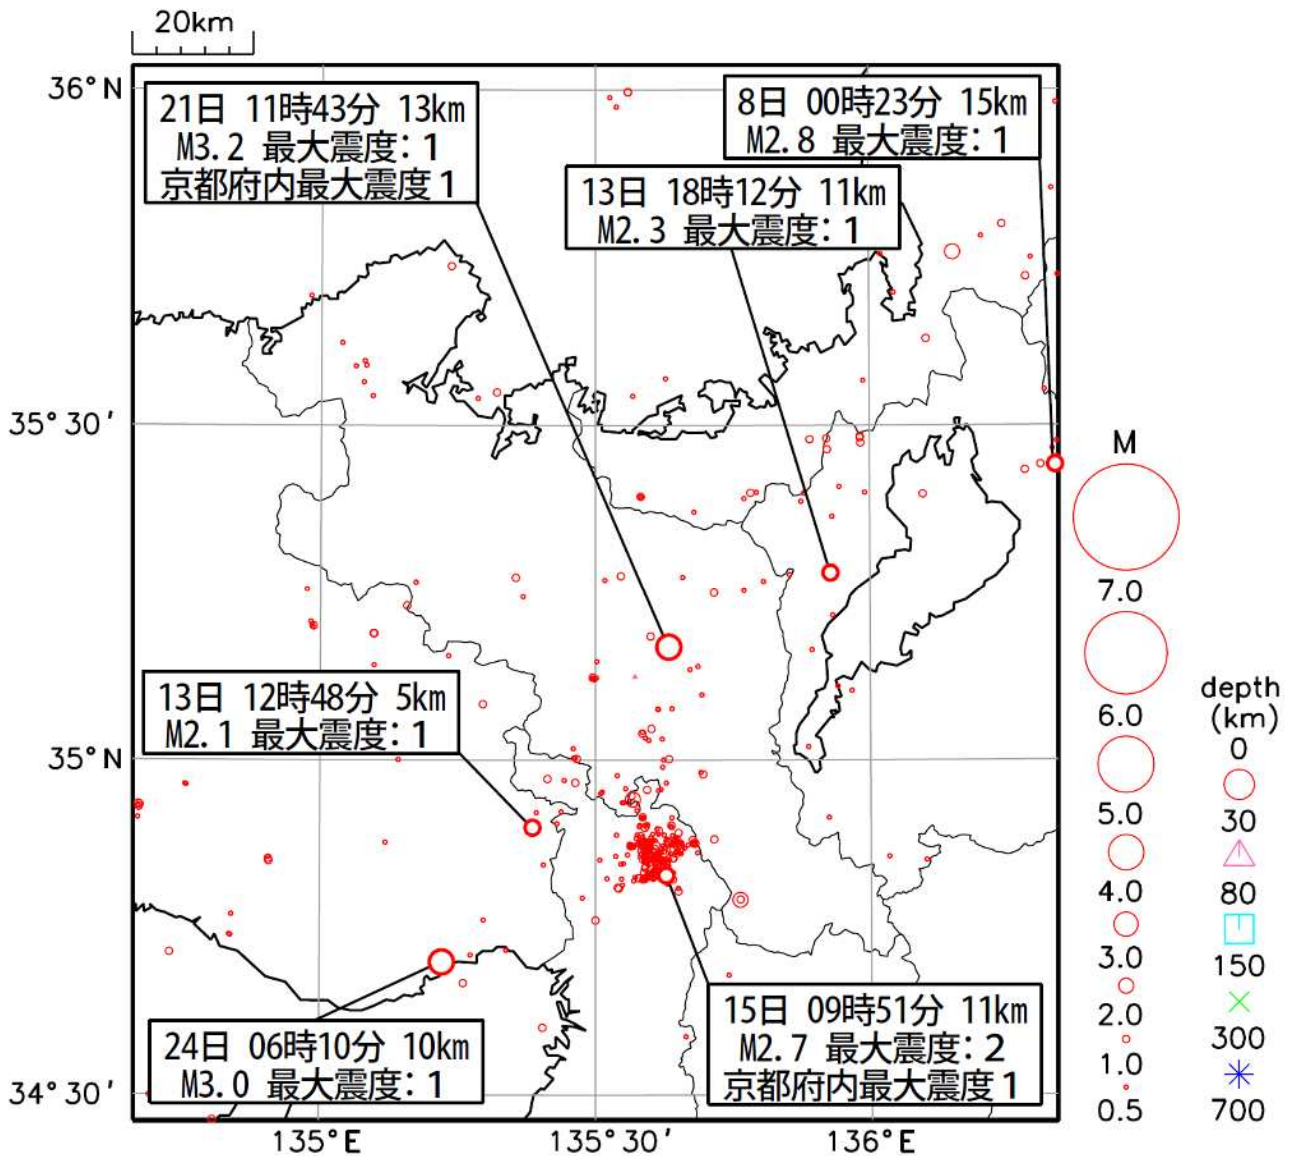 20km
36°N
21日 11時43分 13km
M3.2 最大震度：1
京都府内最大震度1
8日 00時23分 15km
M2.8 最大震度：1
13日 18時12分 11km
M2.3 最大震度：1
35°30′
M
7.0
6.0
5.0
4.0
3.0
2.0
1.0
0.5
depth
(km)
0
30
80
150
300
700
13日 12時48分 5km
M2.1 最大震度：1
35°N
24日 06時10分 10km
M3.0 最大震度：1
15日 09時51分 11km
M2.7 最大震度：2
京都府内最大震度1
34°30′
135°E
135°30′
136°E